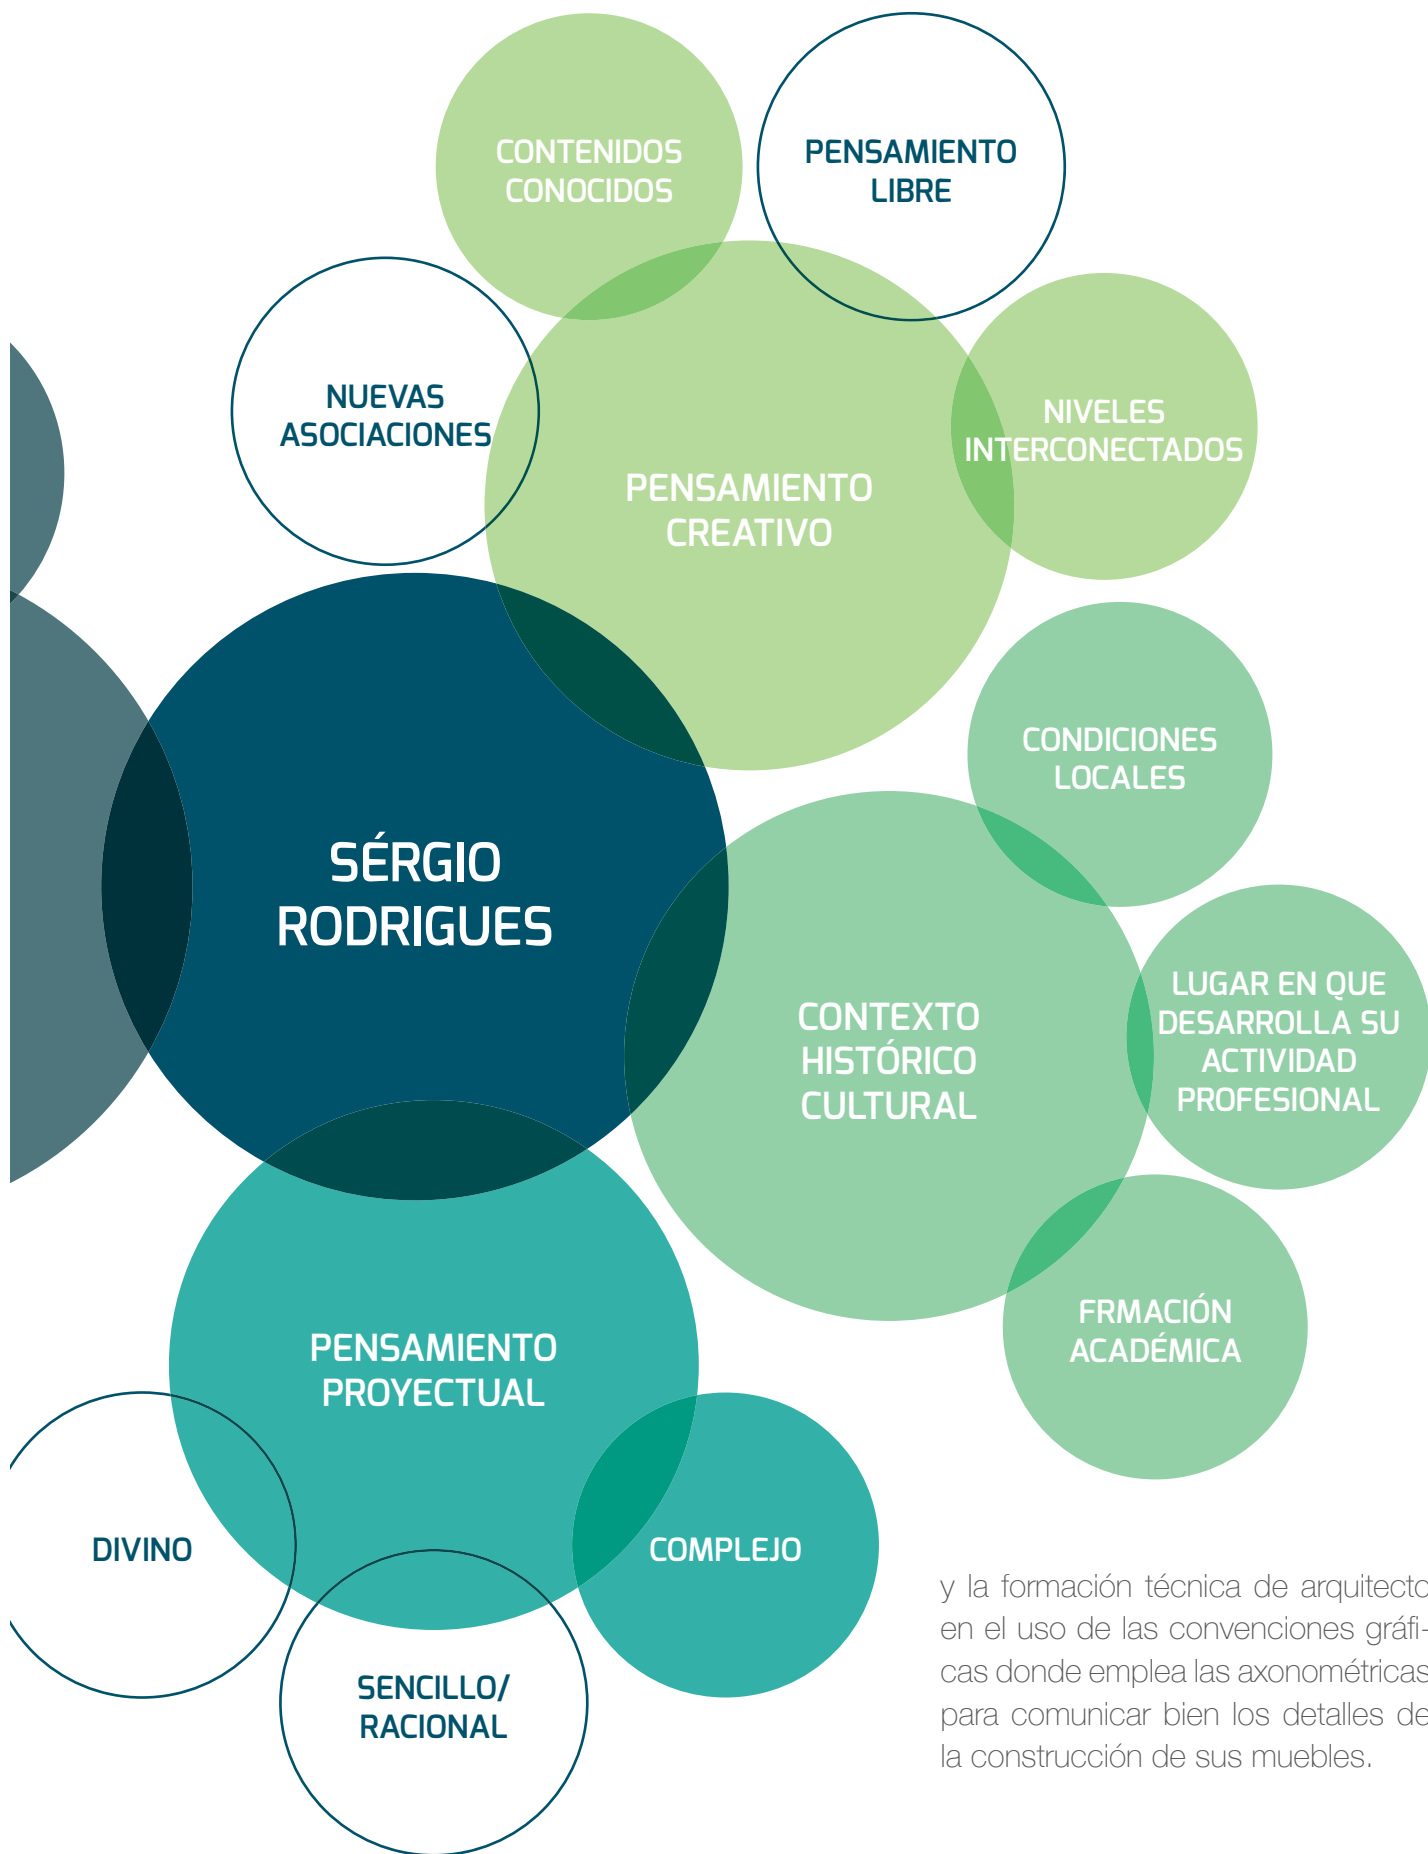 CONTENIDOS
CONOCIDOS
PENSAMIENTO
LIBRE
NUEVAS
ASOCIACIONES
NIVELES
INTERCONECTADOS
PENSAMIENTO
CREATIVO
CONDICIONES
LOCALES
SÉRGIO
RODRIGUES
CONTEXTO
HISTÓRICO
CULTURAL
LUGAR EN QUE
DESARROLLA SU
ACTIVIDAD
PROFESIONAL
FRMACIÓN
ACADÉMICA
PENSAMIENTO
PROYECTUAL
DIVINO
SENCILLO/
RACIONAL
COMPLEJO
y la formación técnica de arquitecto
en el uso de las convenciones gráfi-
cas donde emplea las axonométricas
para comunicar bien los detalles de
la construcción de sus muebles.